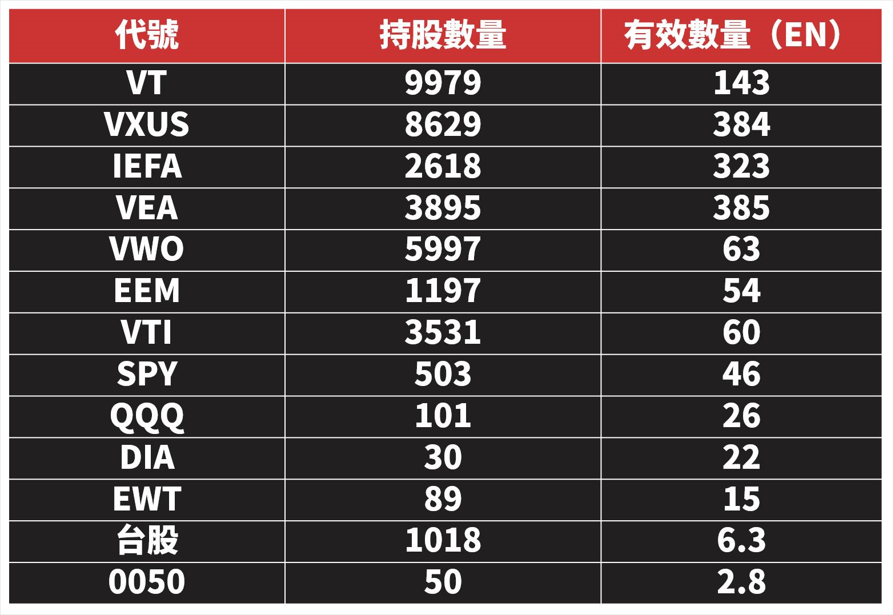 代號 持股數量 有效數量（EN）
VT 9979 143
VXUS 8629 384
IEFA 2618 323
VEA 3895 385
VWO 5997 63
EEM 1197 54
VTI 3531 60
SPY 503 46
QQQ 101 26
DIA 30 22
EWT 89 15
台股 1018 6.3
0050 50 2.8